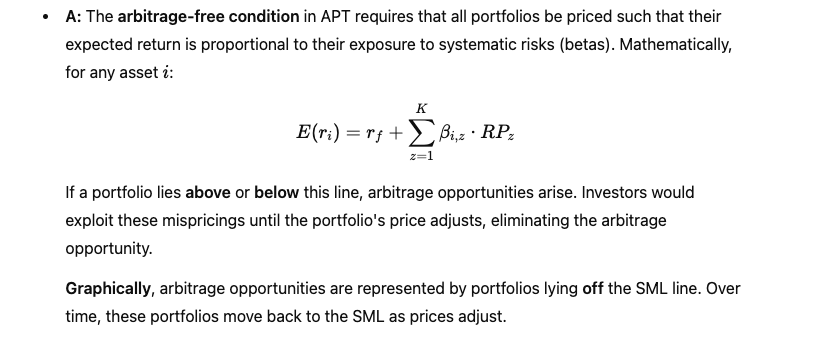 • A: The arbitrage-free condition in APT requires that all portfolios be priced such that their
expected return is proportional to their exposure to systematic risks (betas). Mathematically,
for any asset i:
E(rᵢ) = r_f + ∑_{z=1}^{K} β_{i,z} · RP_z
If a portfolio lies above or below this line, arbitrage opportunities arise. Investors would
exploit these mispricings until the portfolio's price adjusts, eliminating the arbitrage
opportunity.
Graphically, arbitrage opportunities are represented by portfolios lying off the SML line. Over
time, these portfolios move back to the SML as prices adjust.